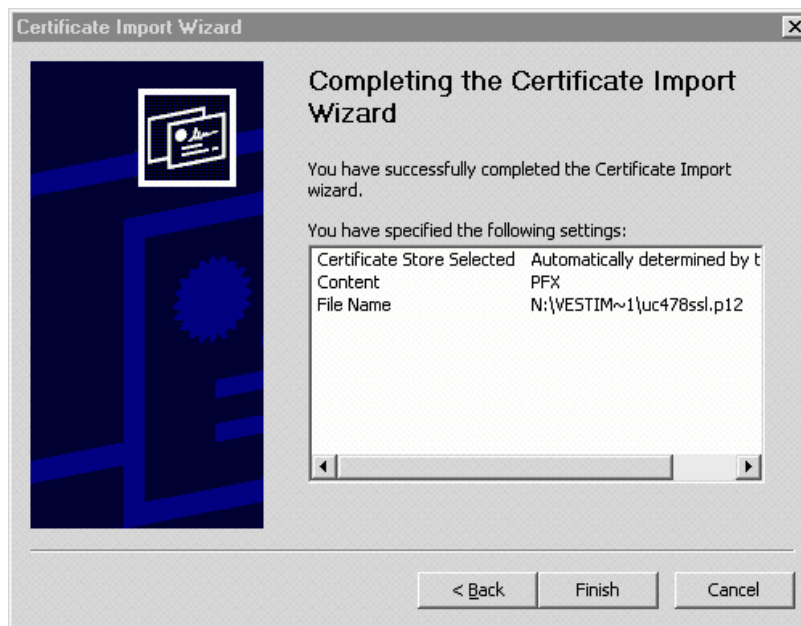 Certificate Import Wizard
Completing the Certificate Import
Wizard
You have successfully completed the Certificate Import
wizard.
You have specified the following settings:
Certificate Store Selected Automatically determined by t
Content PFX
File Name N:\VESTIM~1\uc478ssl.p12
< Back Finish Cancel